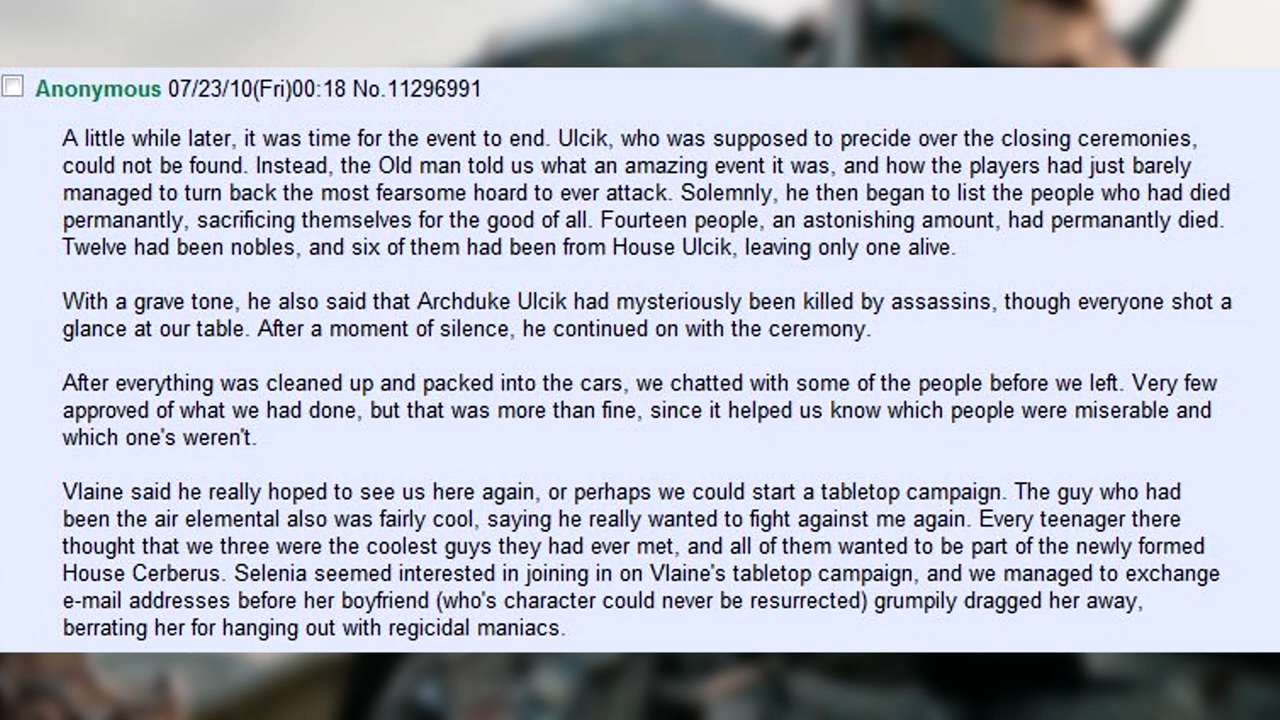 Anonymous 07/23/10(Fri)00:18 No.11296991
A little while later, it was time for the event to end. Ulcik, who was supposed to precide over the closing ceremonies,
could not be found. Instead, the Old man told us what an amazing event it was, and how the players had just barely
managed to turn back the most fearsome hoard to ever attack. Solemnly, he then began to list the people who had died
permanantly, sacrificing themselves for the good of all. Fourteen people, an astonishing amount, had permanantly died.
Twelve had been nobles, and six of them had been from House Ulcik, leaving only one alive.
With a grave tone, he also said that Archduke Ulcik had mysteriously been killed by assassins, though everyone shot a
glance at our table. After a moment of silence, he continued on with the ceremony.
After everything was cleaned up and packed into the cars, we chatted with some of the people before we left. Very few
approved of what we had done, but that was more than fine, since it helped us know which people were miserable and
which one's weren't.
Vlaine said he really hoped to see us here again, or perhaps we could start a tabletop campaign. The guy who had
been the air elemental also was fairly cool, saying he really wanted to fight against me again. Every teenager there
thought that we three were the coolest guys they had ever met, and all of them wanted to be part of the newly formed
House Cerberus. Selenia seemed interested in joining in on Vlaine's tabletop campaign, and we managed to exchange
e-mail addresses before her boyfriend (who's character could never be resurrected) grumpily dragged her away,
berrating her for hanging out with regicidal maniacs.